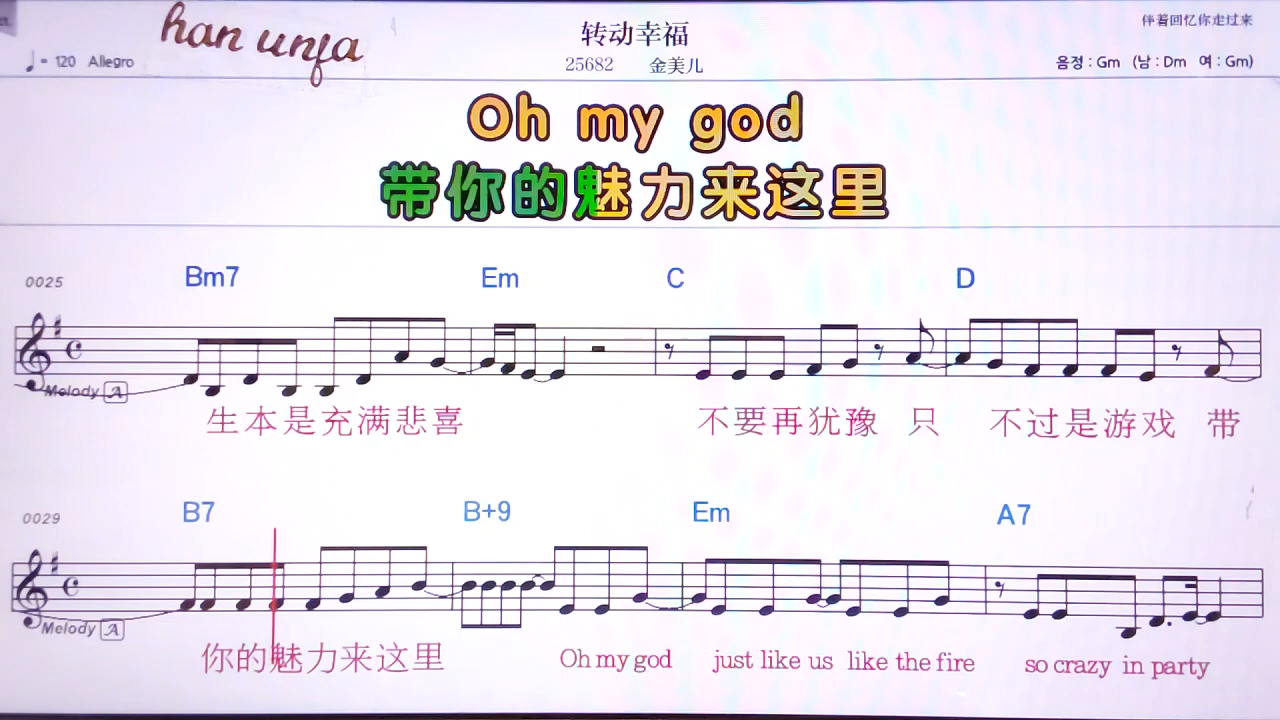 han unfa
转动幸福
伴着回忆你走过来
♩= 120 Allegro
25682 金美儿
음정 : Gm (남 : Dm 여 : Gm)
Oh my god
带你的魅力来这里
0025 Bm7 Em C D
Melody A
生本是充满悲喜 不要再犹豫 只 不过是游戏 带
0029 B7 B+9 Em A7
Melody A
你的魅力来这里 Oh my god just like us like the fire so crazy in party